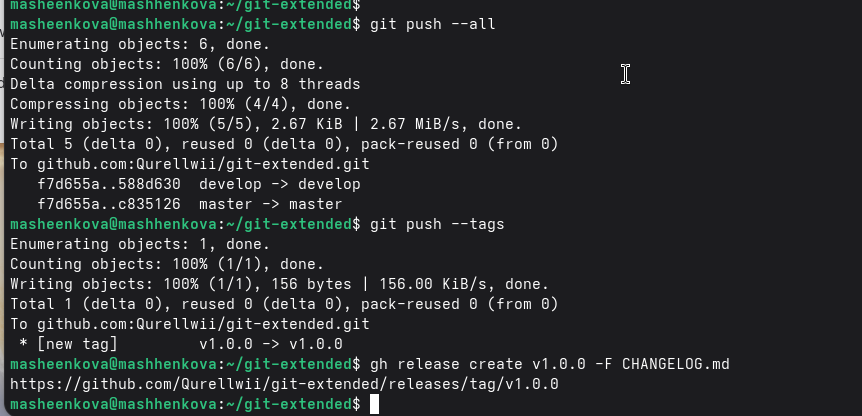 masheenkova@mashhenkova:~/git-extended$
masheenkova@mashhenkova:~/git-extended$ git push --all
Enumerating objects: 6, done.
Counting objects: 100% (6/6), done.
Delta compression using up to 8 threads
Compressing objects: 100% (4/4), done.
Writing objects: 100% (5/5), 2.67 KiB | 2.67 MiB/s, done.
Total 5 (delta 0), reused 0 (delta 0), pack-reused 0 (from 0)
To github.com:Qurellwii/git-extended.git
   f7d655a..588d630  develop -> develop
   f7d655a..c835126  master -> master
masheenkova@mashhenkova:~/git-extended$ git push --tags
Enumerating objects: 1, done.
Counting objects: 100% (1/1), done.
Writing objects: 100% (1/1), 156 bytes | 156.00 KiB/s, done.
Total 1 (delta 0), reused 0 (delta 0), pack-reused 0 (from 0)
To github.com:Qurellwii/git-extended.git
 * [new tag]         v1.0.0 -> v1.0.0
masheenkova@mashhenkova:~/git-extended$ gh release create v1.0.0 -F CHANGELOG.md
https://github.com/Qurellwii/git-extended/releases/tag/v1.0.0
masheenkova@mashhenkova:~/git-extended$